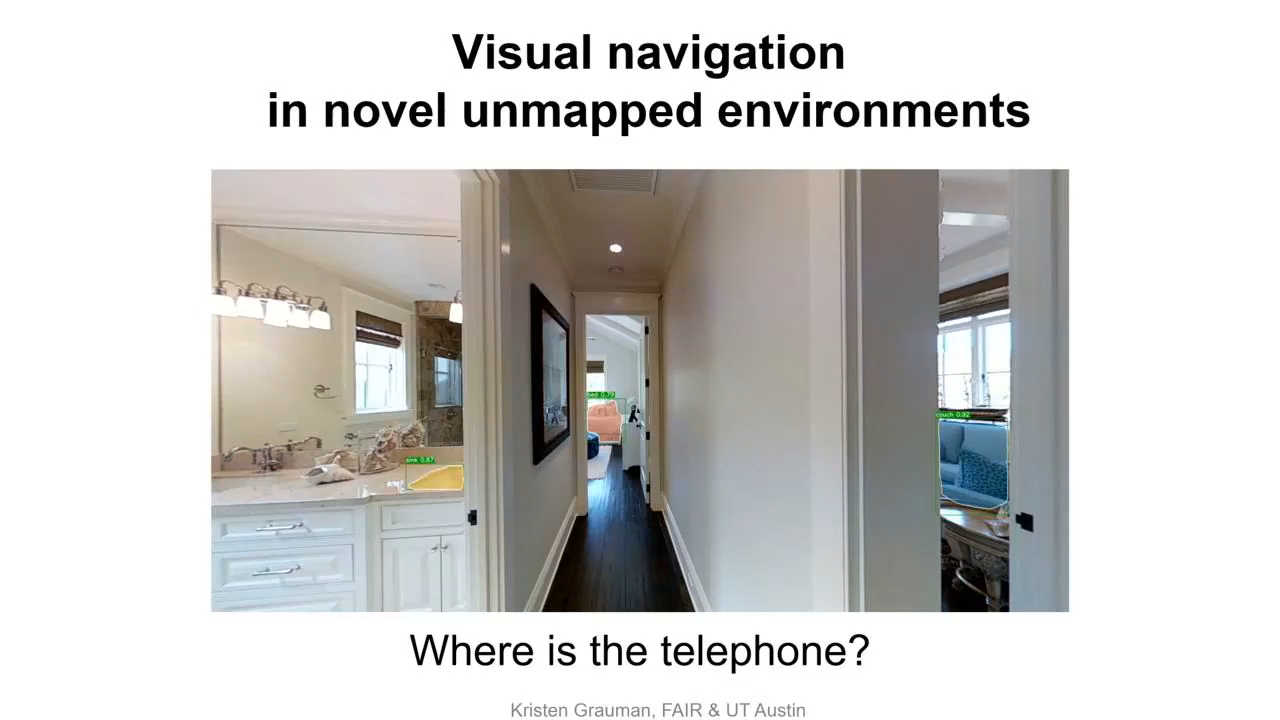 Visual navigation
in novel unmapped environments
bed 0.79
couch 0.92
sink 0.87
Where is the telephone?
Kristen Grauman, FAIR & UT Austin